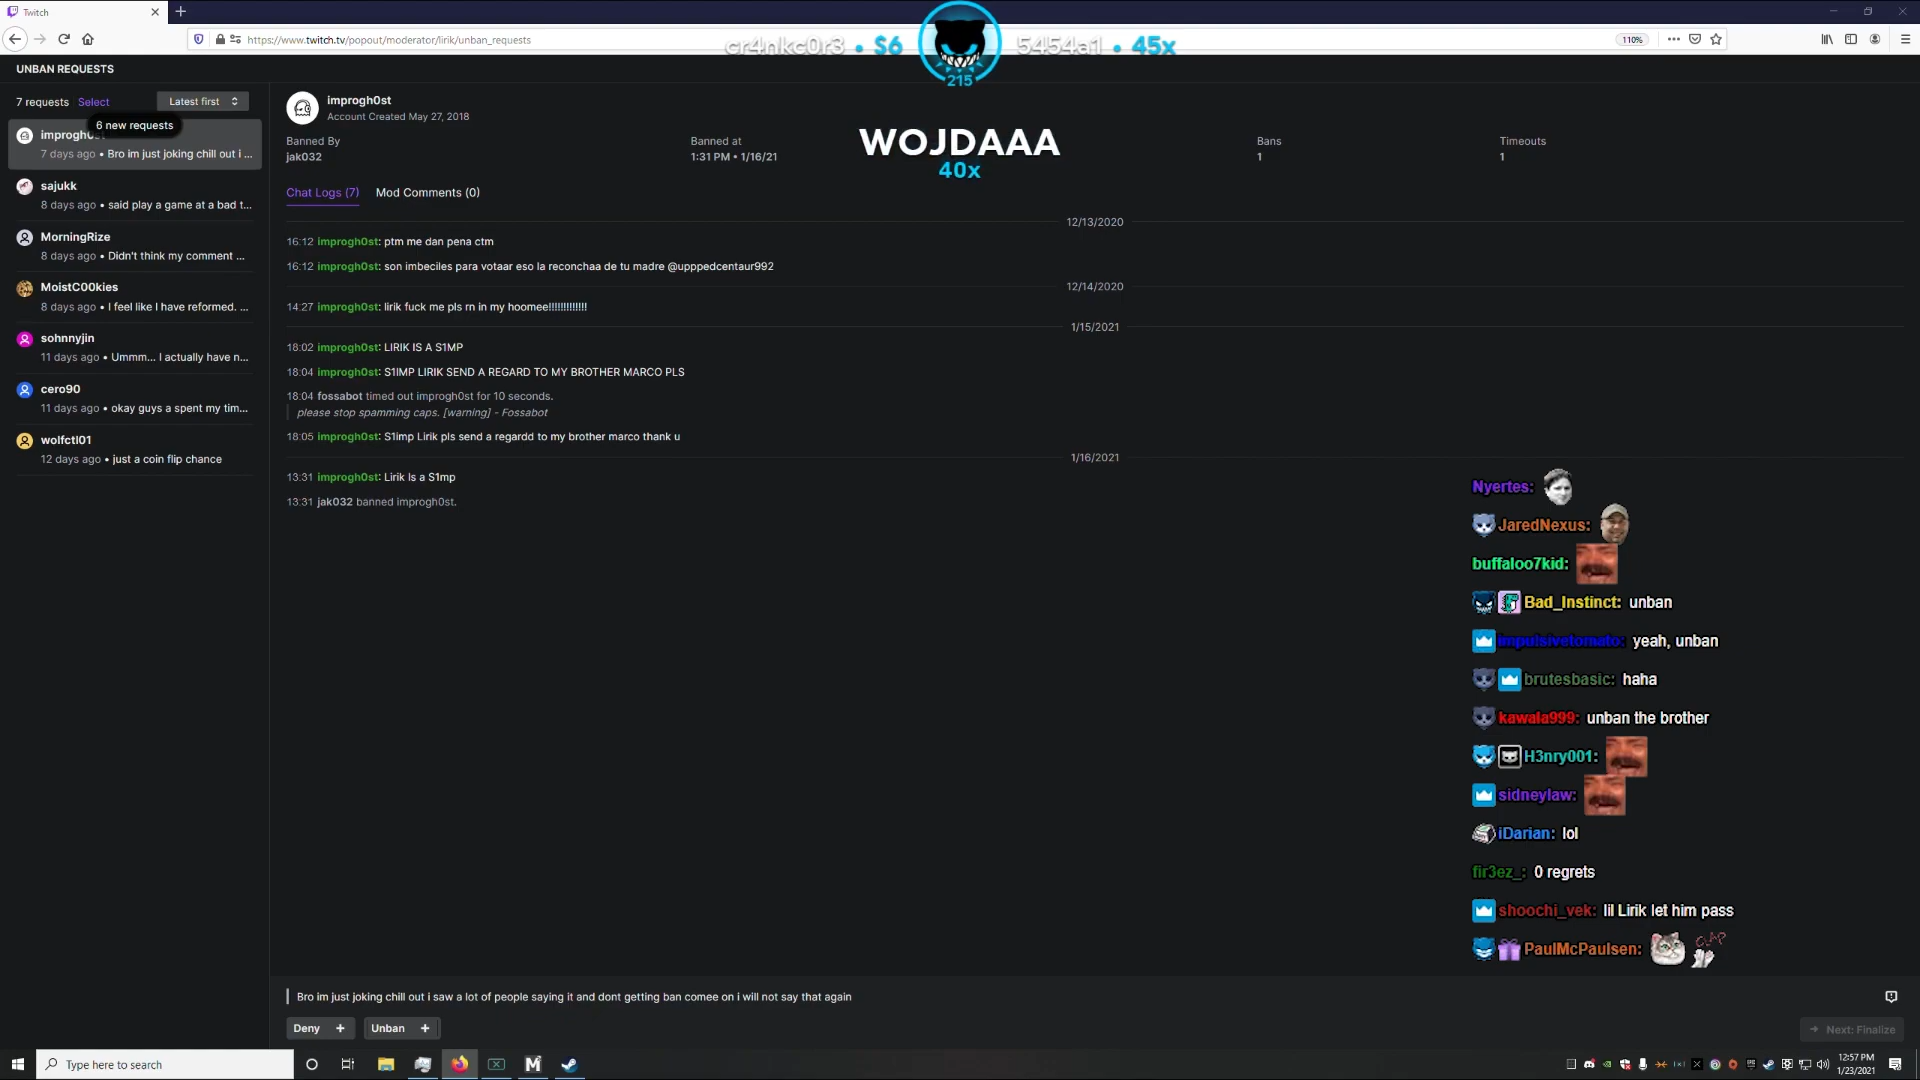 Twitch
https://www.twitch.tv/popout/moderator/lirik/unban_requests
110%
cr4nkc0r3 • $6
5454a1 • 45x
215
UNBAN REQUESTS
7 requests Select
Latest first
6 new requests
improgh0
7 days ago • Bro im just joking chill out i ...
sajukk
8 days ago • said play a game at a bad t...
MorningRize
8 days ago • Didn't think my comment ...
MoistC00kies
8 days ago • I feel like I have reformed. ...
sohnnyjin
11 days ago • Ummm... I actually have n...
cero90
11 days ago • okay guys a spent my tim...
wolfctl01
12 days ago • just a coin flip chance
improgh0st
Account Created May 27, 2018
Banned By
jak032
Banned at
1:31 PM • 1/16/21
WOJDAAA
40x
Bans
1
Timeouts
1
Chat Logs (7) Mod Comments (0)
12/13/2020
16:12 improgh0st: ptm me dan pena ctm
16:12 improgh0st: son imbeciles para votaar eso la reconchaa de tu madre @upppedcentaur992
12/14/2020
14:27 improgh0st: lirik fuck me pls rn in my hoomee!!!!!!!!!!!!!
1/15/2021
18:02 improgh0st: LIRIK IS A S1MP
18:04 improgh0st: S1IMP LIRIK SEND A REGARD TO MY BROTHER MARCO PLS
18:04 fossabot timed out improgh0st for 10 seconds.
please stop spamming caps. [warning] - Fossabot
18:05 improgh0st: S1imp Lirik pls send a regardd to my brother marco thank u
1/16/2021
13:31 improgh0st: Lirik Is a S1mp
13:31 jak032 banned improgh0st.
Nyertes:
JaredNexus:
buffaloo7kid:
Bad_Instinct: unban
impulsivetomato: yeah, unban
brutesbasic: haha
kawala999: unban the brother
H3nry001:
sidneylaw:
iDarian: lol
fir3ez_: 0 regrets
shoochi_vek: lil Lirik let him pass
PaulMcPaulsen:
CLAP
Bro im just joking chill out i saw a lot of people saying it and dont getting ban comee on i will not say that again
Deny +
Unban +
Next: Finalize
Type here to search
12:57 PM
1/23/2021